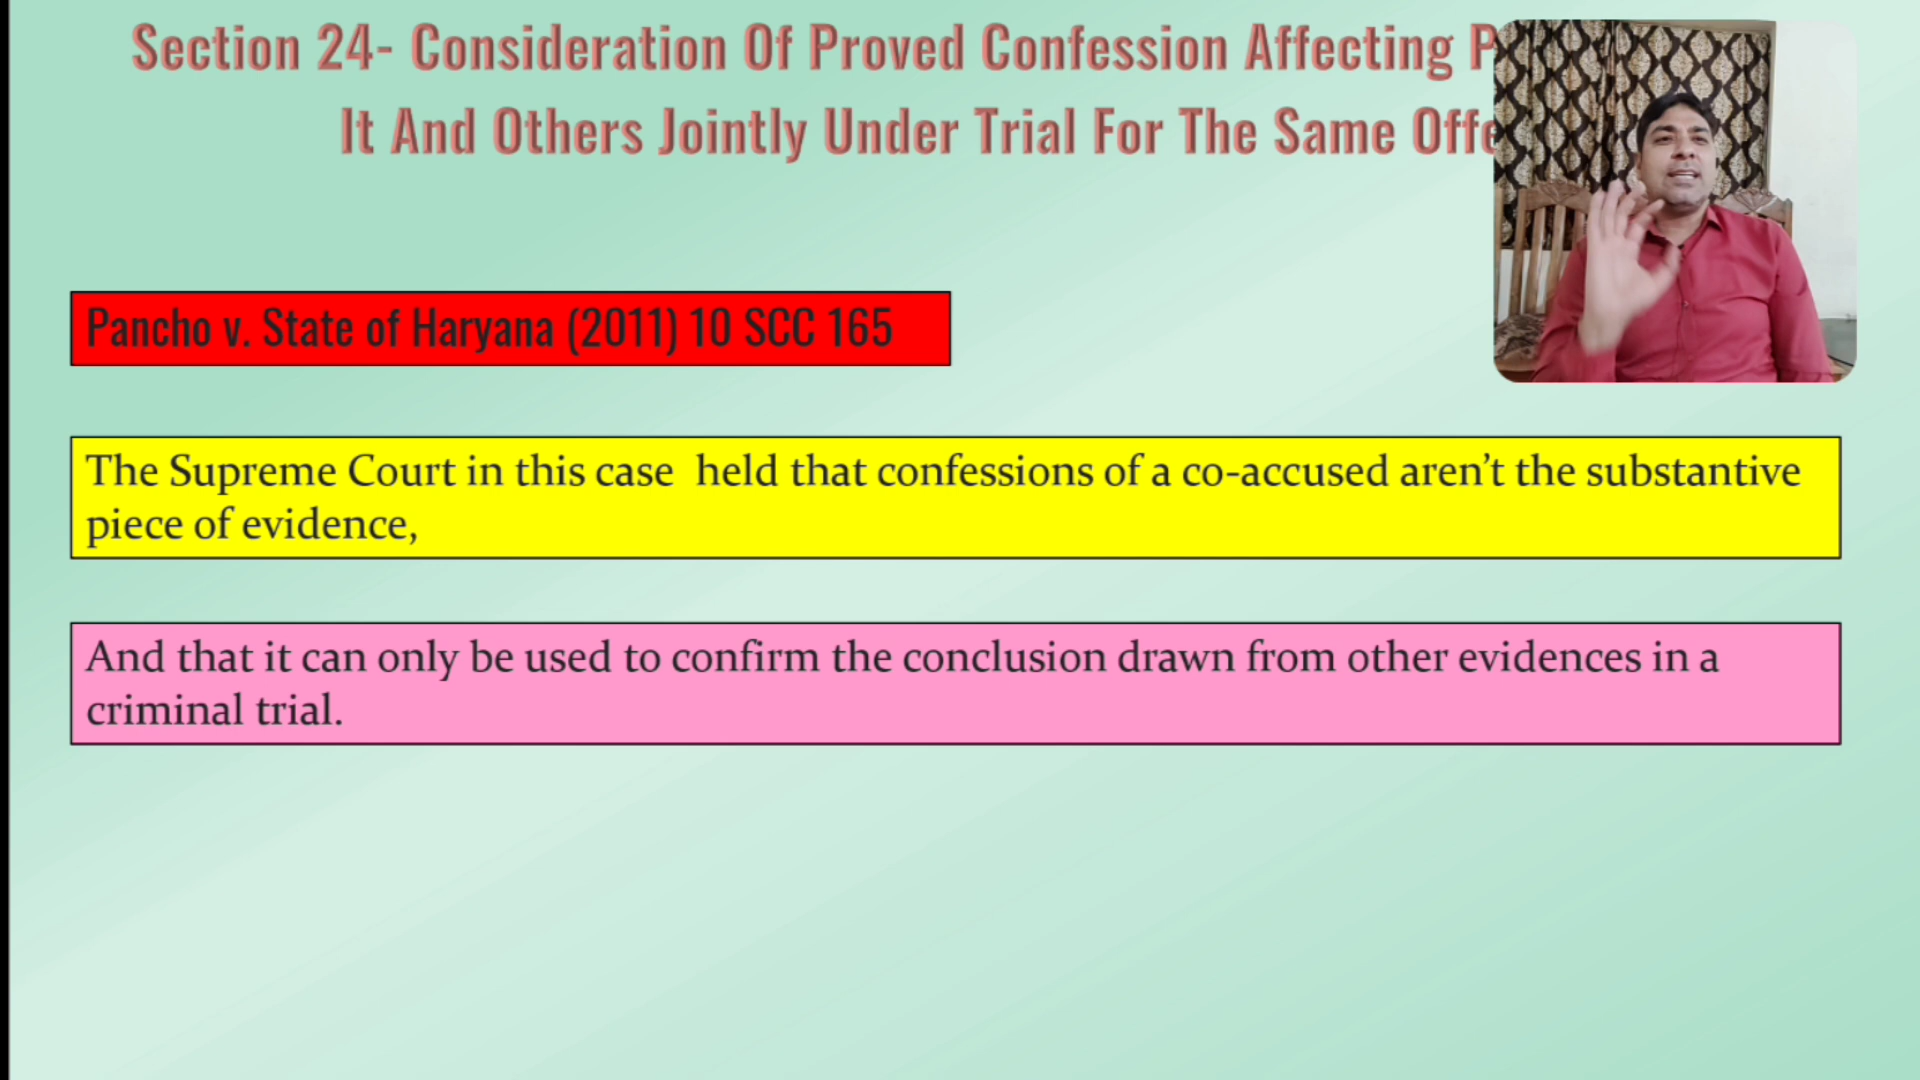 Section 24- Consideration Of Proved Confession Affecting
It And Others Jointly Under Trial For The Same
Pancho v. State of Haryana (2011) 10 SCC 165
The Supreme Court in this case held that confessions of a co-accused aren’t the substantive
piece of evidence,
And that it can only be used to confirm the conclusion drawn from other evidences in a
criminal trial.